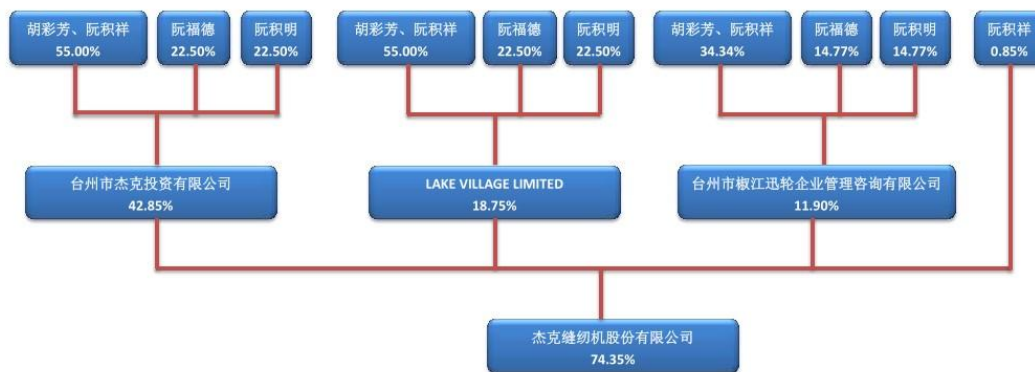 胡彩芳、阮积祥
55.00%
阮福德
22.50%
阮积明
22.50%
胡彩芳、阮积祥
55.00%
阮福德
22.50%
阮积明
22.50%
胡彩芳、阮积祥
34.34%
阮福德
14.77%
阮积明
14.77%
阮积祥
0.85%
台州市杰克投资有限公司
42.85%
LAKE VILLAGE LIMITED
18.75%
台州市椒江迅轮企业管理咨询有限公司
11.90%
杰克缝纫机股份有限公司
74.35%